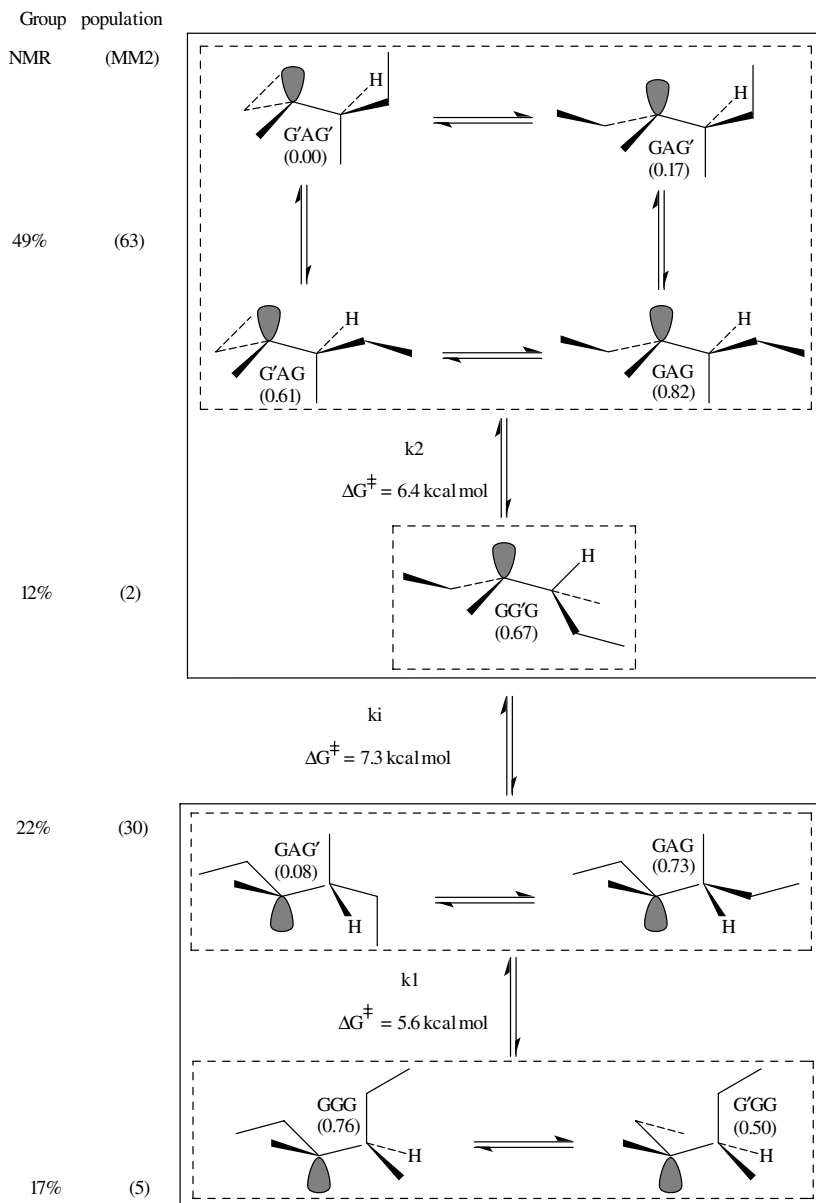 Group population
NMR (MM2)
H
G'AG'
(0.00)
H
GAG'
(0.17)
49% (63)
H
G'AG
(0.61)
H
GAG
(0.82)
k2
ΔG‡ = 6.4 kcal mol
12% (2)
H
GG'G
(0.67)
ki
ΔG‡ = 7.3 kcal mol
22% (30)
GAG'
(0.08)
H
GAG
(0.73)
H
k1
ΔG‡ = 5.6 kcal mol
GGG
(0.76)
H
G'GG
(0.50)
H
17% (5)